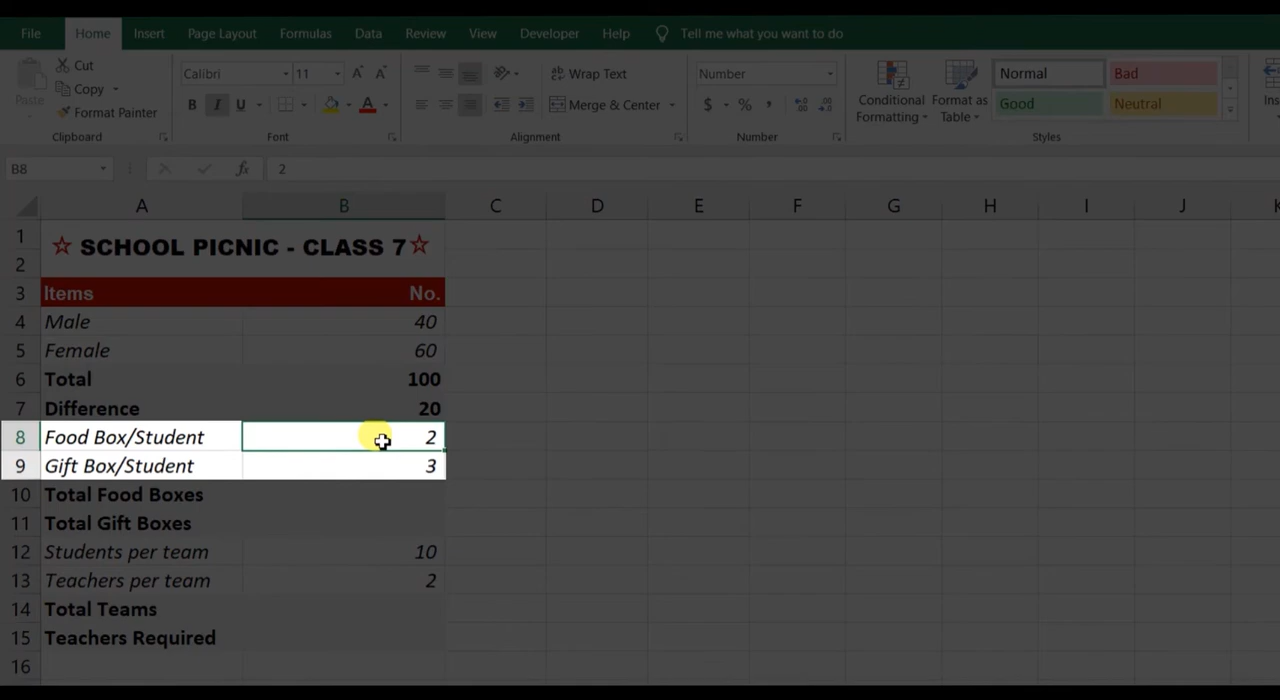 File Home Insert Page Layout Formulas Data Review View Developer Help Tell me what you want to do
Cut
Copy
Format Painter
Paste
Clipboard
Calibri 11 A A
B I U A
Font
Wrap Text
Merge & Center
Alignment
Number
$ % ,
Number
Conditional Formatting
Format as Table
Normal Bad
Good Neutral
Styles
B8 fx 2
A B C D E F G H I J K
1
2 ☆ SCHOOL PICNIC - CLASS 7 ☆
3 Items No.
4 Male 40
5 Female 60
6 Total 100
7 Difference 20
8 Food Box/Student 2
9 Gift Box/Student 3
10 Total Food Boxes
11 Total Gift Boxes
12 Students per team 10
13 Teachers per team 2
14 Total Teams
15 Teachers Required
16